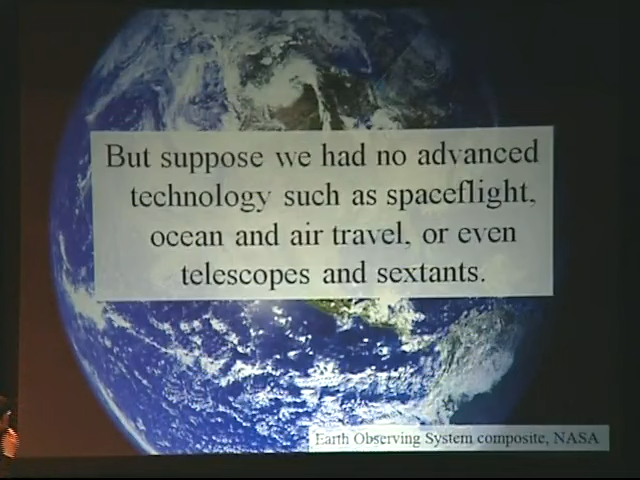 But suppose we had no advanced
technology such as spaceflight,
ocean and air travel, or even
telescopes and sextants.
Earth Observing System composite, NASA